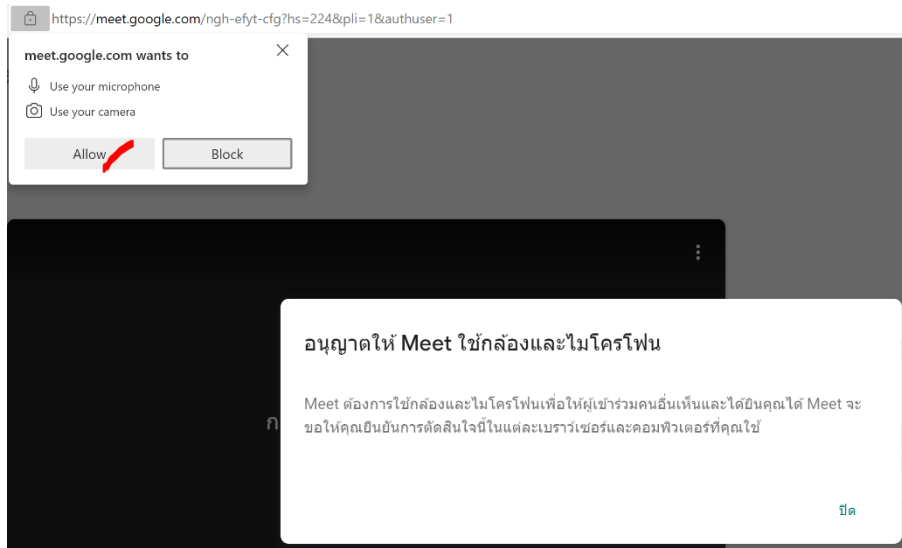 https://meet.google.com/ngh-efyt-cfg?hs=224&pli=1&authuser=1
meet.google.com wants to
Use your microphone
Use your camera
Allow Block
อนุญาตให้ Meet ใช้กล้องและไมโครโฟน
Meet ต้องการใช้กล้องและไมโครโฟนเพื่อให้ผู้เข้าร่วมคนอื่นเห็นและได้ยินคุณได้ Meet จะ
ขอให้คุณยืนยันการตัดสินใจนี้ในแต่ละเบราว์เซอร์และคอมพิวเตอร์ที่คุณใช้
ปิด